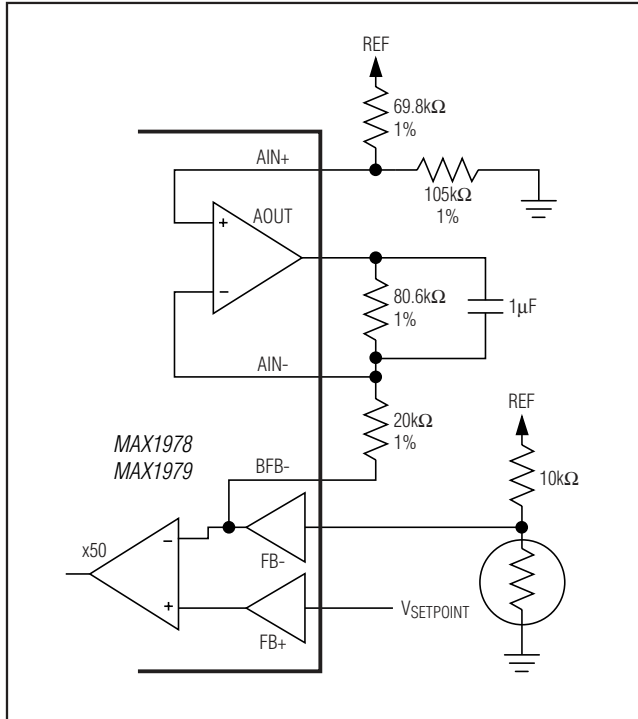 REF
69.8kΩ
1%
AIN+
105kΩ
1%
AOUT
+
−
80.6kΩ
1%
1µF
AIN-
20kΩ
1%
REF
MAX1978
MAX1979
BFB-
10kΩ
x50
−
FB-
+
VSETPOINT
FB+